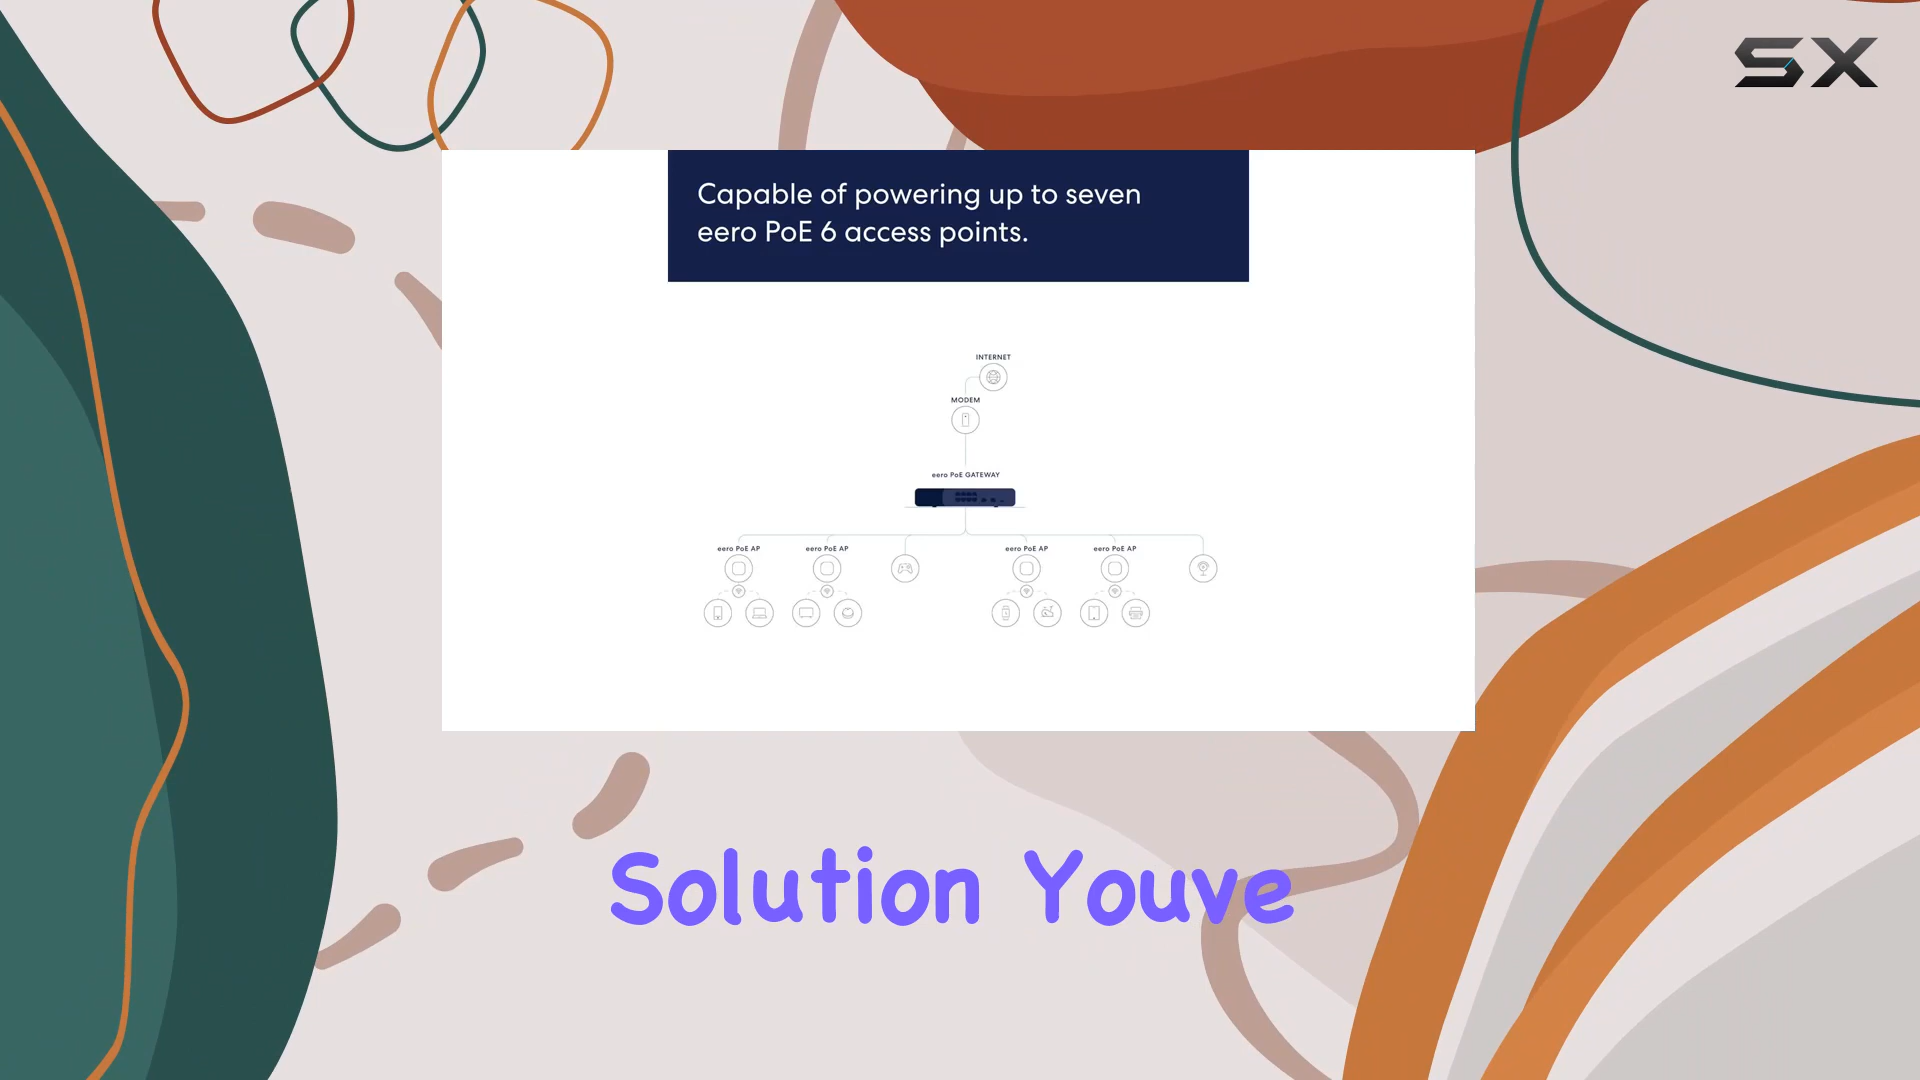 SX
Capable of powering up to seven
eero PoE 6 access points.
INTERNET
MODEM
eero PoE GATEWAY
eero PoE AP
eero PoE AP
eero PoE AP
eero PoE AP
Solution Youve